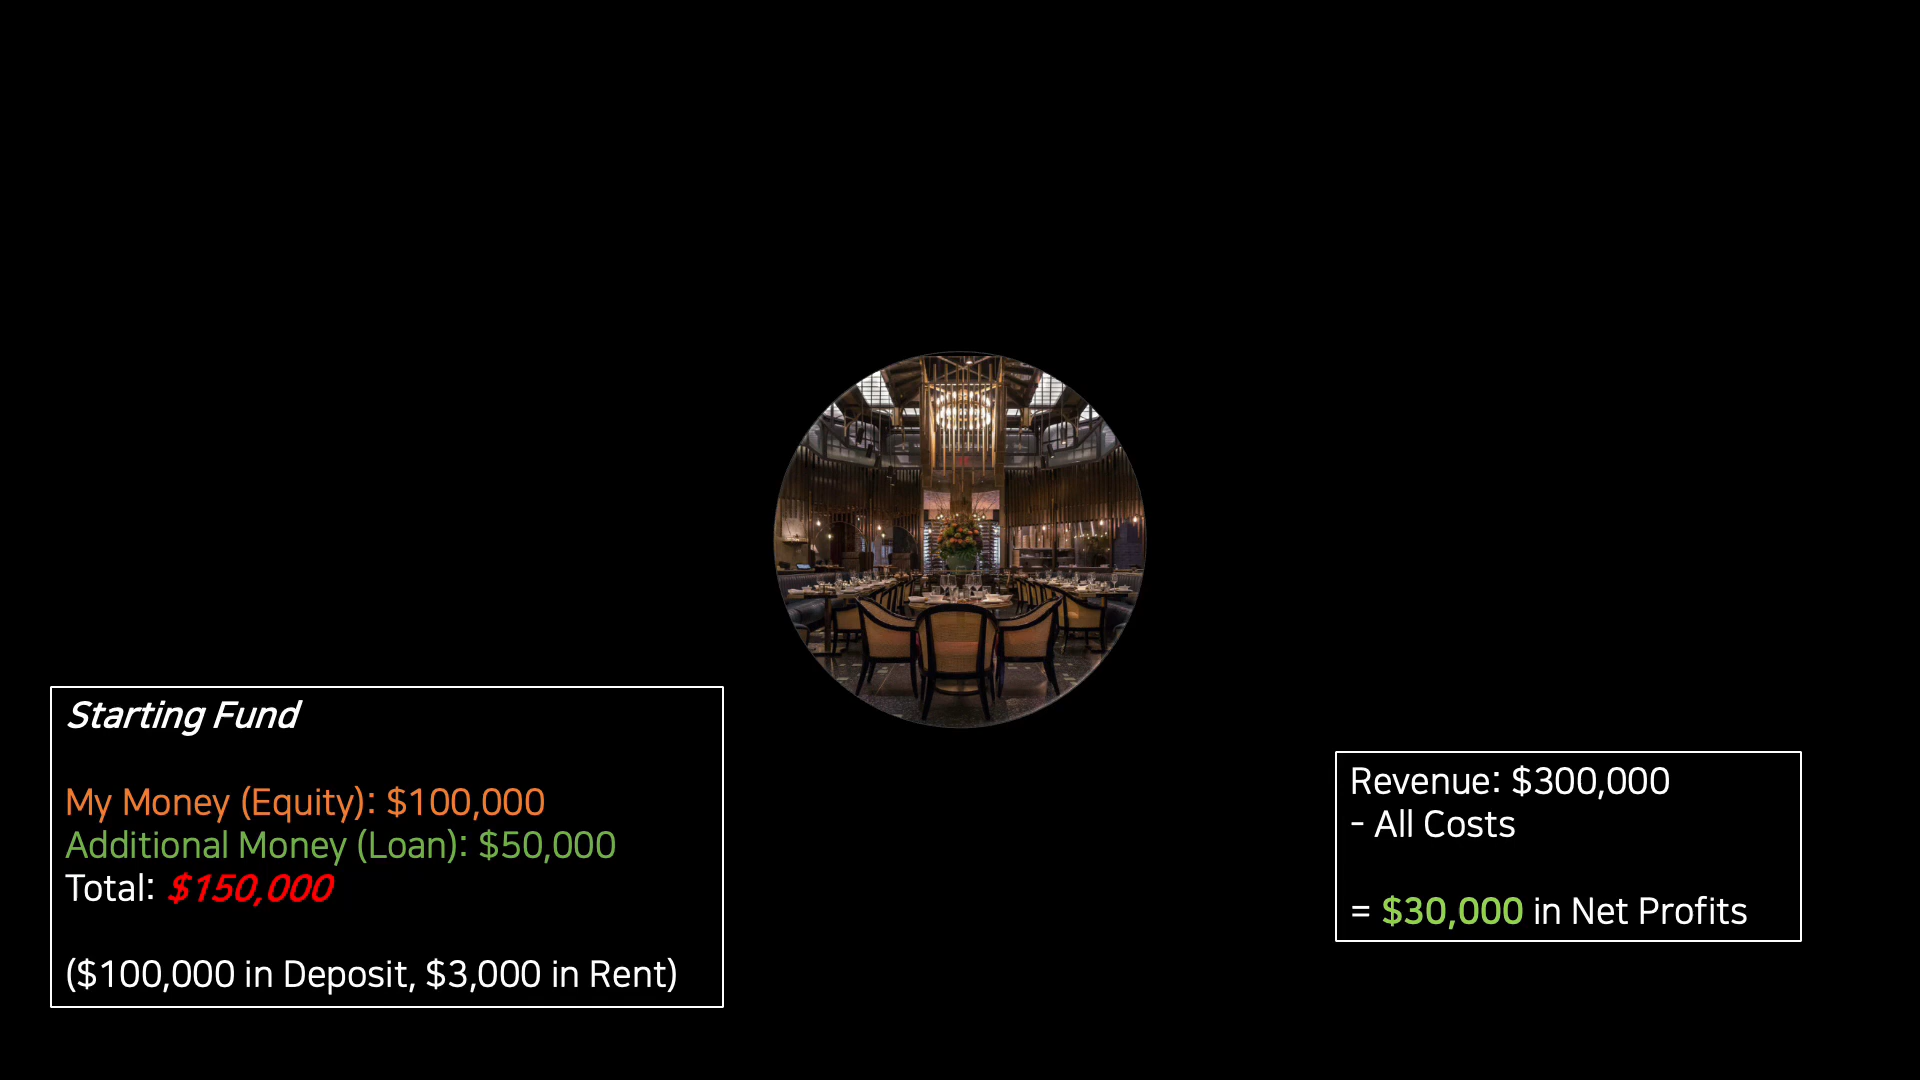 Starting Fund
My Money (Equity): $100,000
Additional Money (Loan): $50,000
Total: $150,000
($100,000 in Deposit, $3,000 in Rent)
Revenue: $300,000
- All Costs
= $30,000 in Net Profits